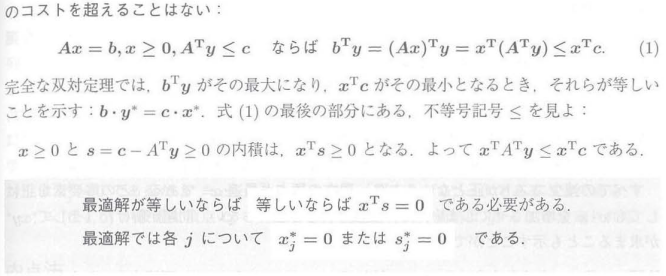 のコストを超えることはない：
Ax = b, x ≥ 0, Aᵀy ≤ c ならば bᵀy = (Ax)ᵀy = xᵀ(Aᵀy) ≤ xᵀc. (1)
完全な双対定理では，bᵀy がその最大になり，xᵀc がその最小となるとき，それらが等しい
ことを示す：b · y* = c · x*．式 (1) の最後の部分にある，不等号記号 ≤ を見よ：
x ≥ 0 と s = c − Aᵀy ≥ 0 の内積は，xᵀs ≥ 0 となる．よって xᵀAᵀy ≤ xᵀc である．
最適解が等しいならば 等しいならば xᵀs = 0 である必要がある．
最適解では各 j について x*ⱼ = 0 または s*ⱼ = 0 である．